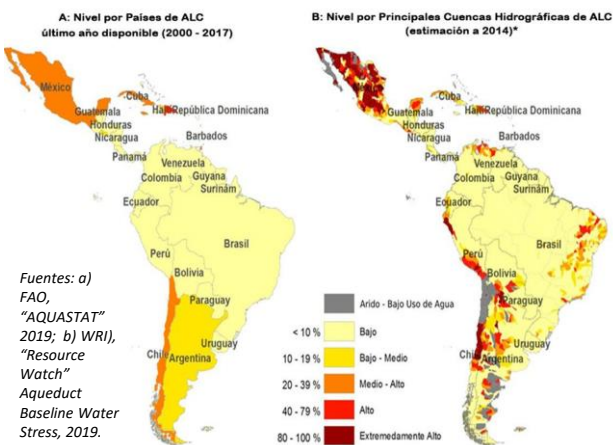 A: Nivel por Países de ALC
último año disponible (2000 - 2017)
México
Cuba
Haití
República Dominicana
Guatemala
Honduras
Nicaragua
Barbados
Panamá
Venezuela
Guyana
Colombia
Surinám
Ecuador
Perú
Brasil
Bolivia
Paraguay
Uruguay
Chile
Argentina
Fuentes: a)
FAO,
“AQUASTAT”
2019; b) WRI),
“Resource
Watch”
Aqueduct
Baseline Water
Stress, 2019.
B: Nivel por Principales Cuencas Hidrográficas de ALC
(estimación a 2014)*
México
Cuba
Haití
República Dominicana
Guatemala
Honduras
Nicaragua
Barbados
Panamá
Venezuela
Guyana
Colombia
Surinám
Ecuador
Perú
Brasil
Bolivia
Paraguay
Uruguay
Chile
Argentina
Arido - Bajo Uso de Agua
< 10 % Bajo
10 - 19 % Bajo - Medio
20 - 39 % Medio - Alto
40 - 79 % Alto
80 - 100 % Extremedamente Alto